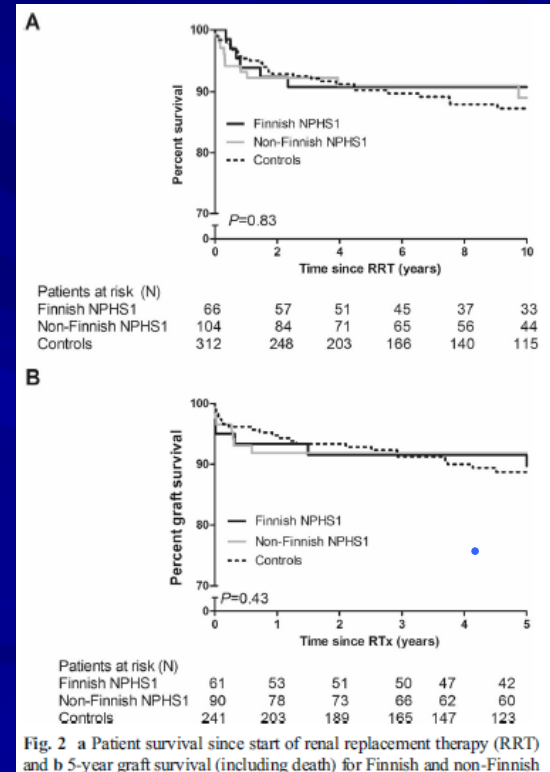 A
100
90
80
70
0
Percent survival
Finnish NPHS1
Non-Finnish NPHS1
Controls
P=0.83
0 2 4 6 8 10
Time since RRT (years)
Patients at risk (N)
Finnish NPHS1 66 57 51 45 37 33
Non-Finnish NPHS1 104 84 71 65 56 44
Controls 312 248 203 166 140 115
B
100
90
80
70
0
Percent graft survival
Finnish NPHS1
Non-Finnish NPHS1
Controls
P=0.43
0 1 2 3 4 5
Time since RTx (years)
Patients at risk (N)
Finnish NPHS1 61 53 51 50 47 42
Non-Finnish NPHS1 90 78 73 66 62 60
Controls 241 203 189 165 147 123
Fig. 2 a Patient survival since start of renal replacement therapy (RRT)
and b 5-year graft survival (including death) for Finnish and non-Finnish